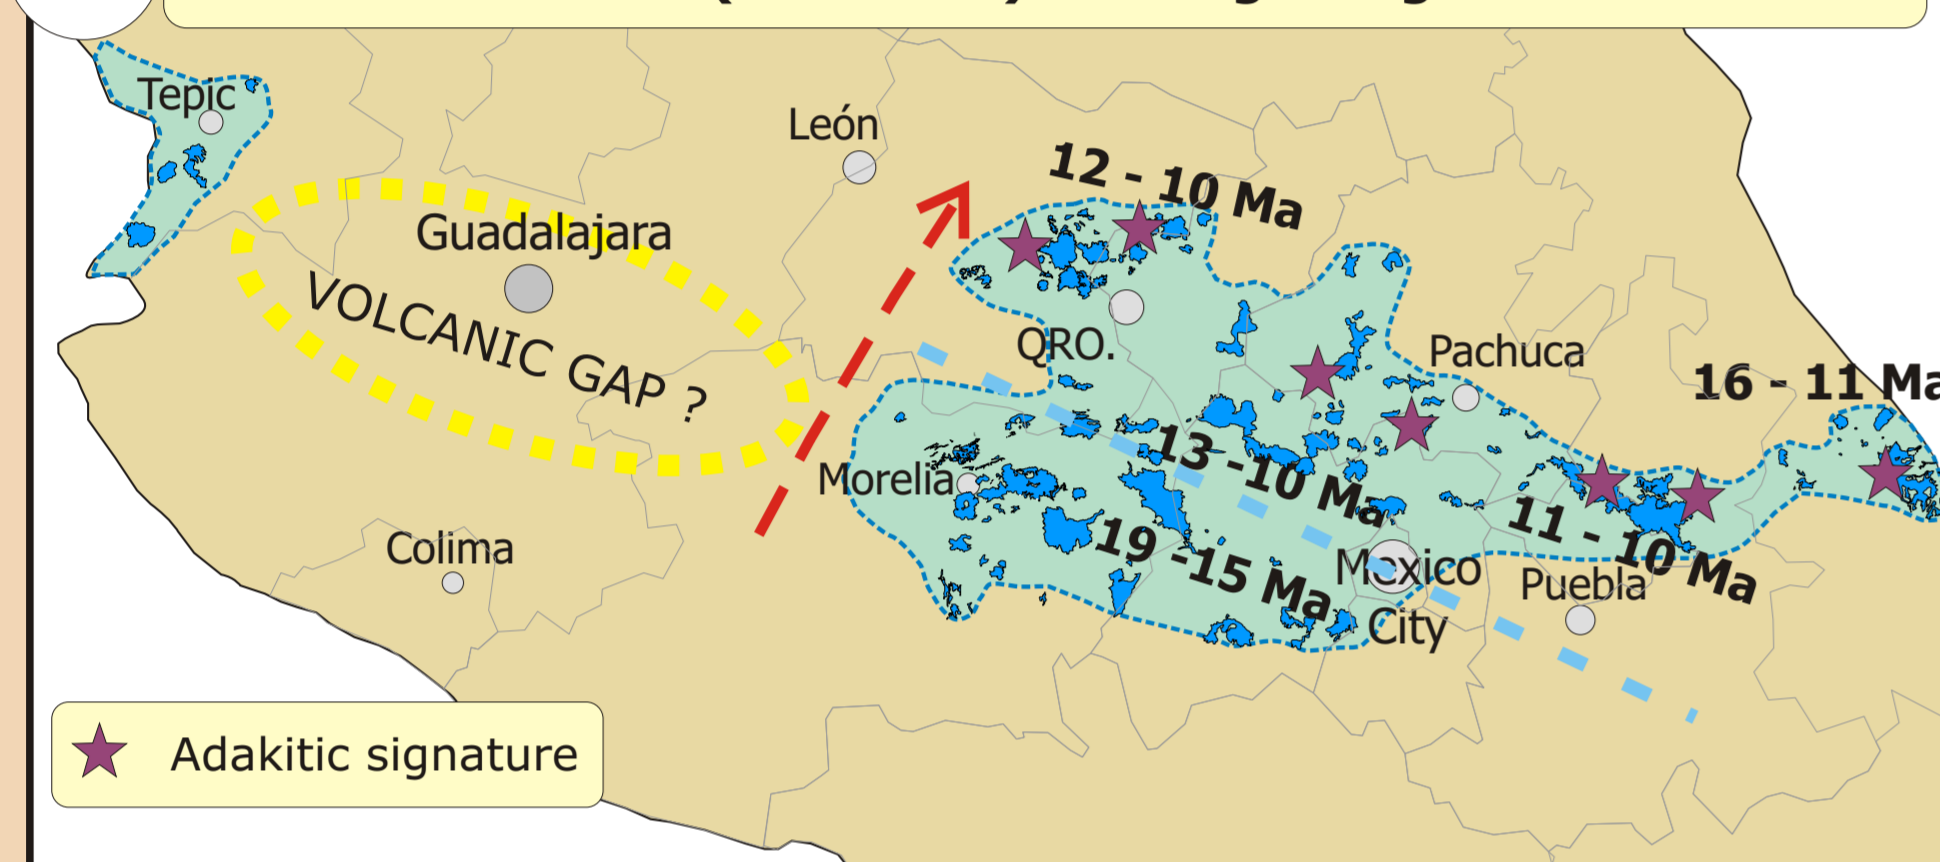 Tepic
León
12 - 10 Ma
Guadalajara
VOLCANIC GAP ?
QRO.
Pachuca
16 - 11 Ma
13 -10 Ma
Morelia
19 -15 Ma
11 - 10 Ma
Mexico
City
Puebla
Colima
Adakitic signature